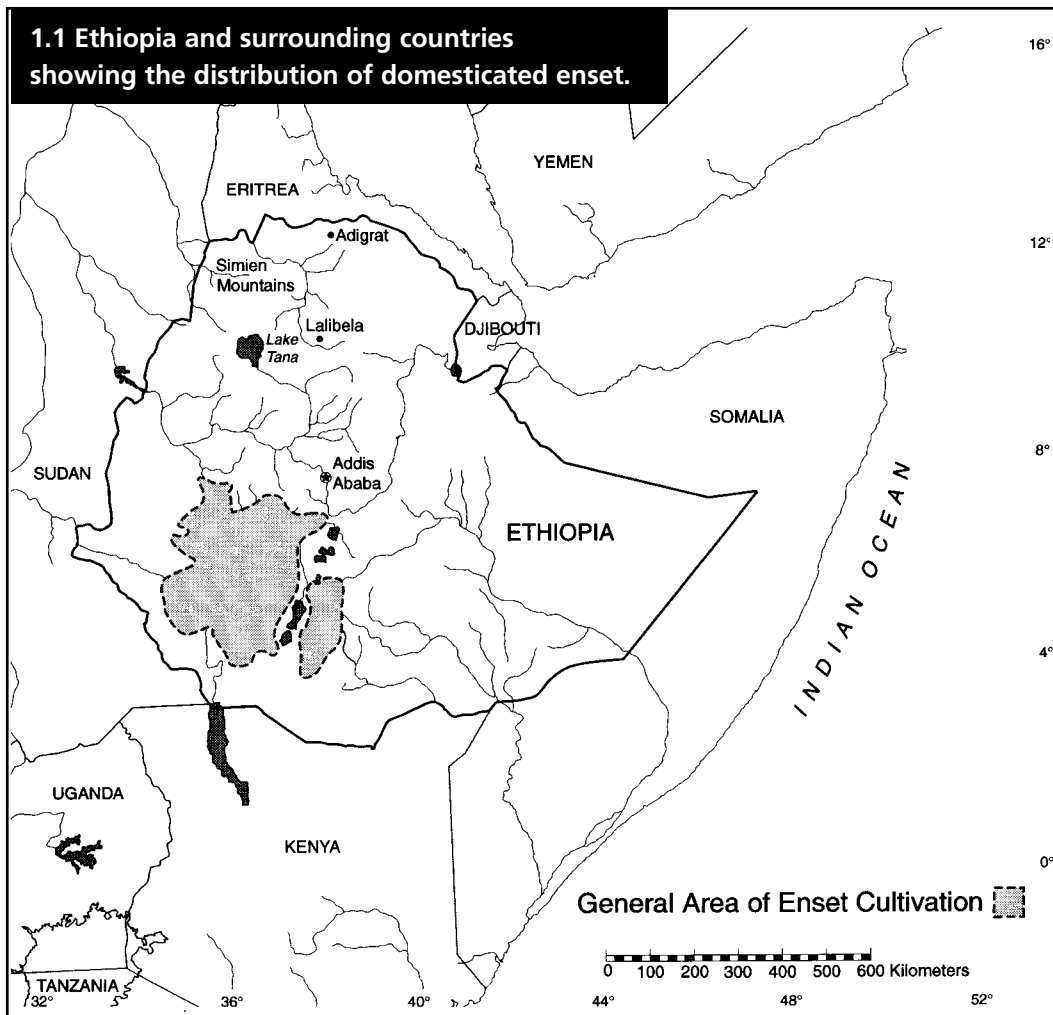 1.1 Ethiopia and surrounding countries
showing the distribution of domesticated enset.
16°
YEMEN
ERITREA
Adigrat
12°
Simien
Mountains
Lalibela
Lake
Tana
DJIBOUTI
SOMALIA
8°
SUDAN
Addis
Ababa
ETHIOPIA
INDIAN OCEAN
4°
UGANDA
KENYA
0°
General Area of Enset Cultivation
0 100 200 300 400 500 600 Kilometers
TANZANIA
32° 36° 40° 44° 48° 52°